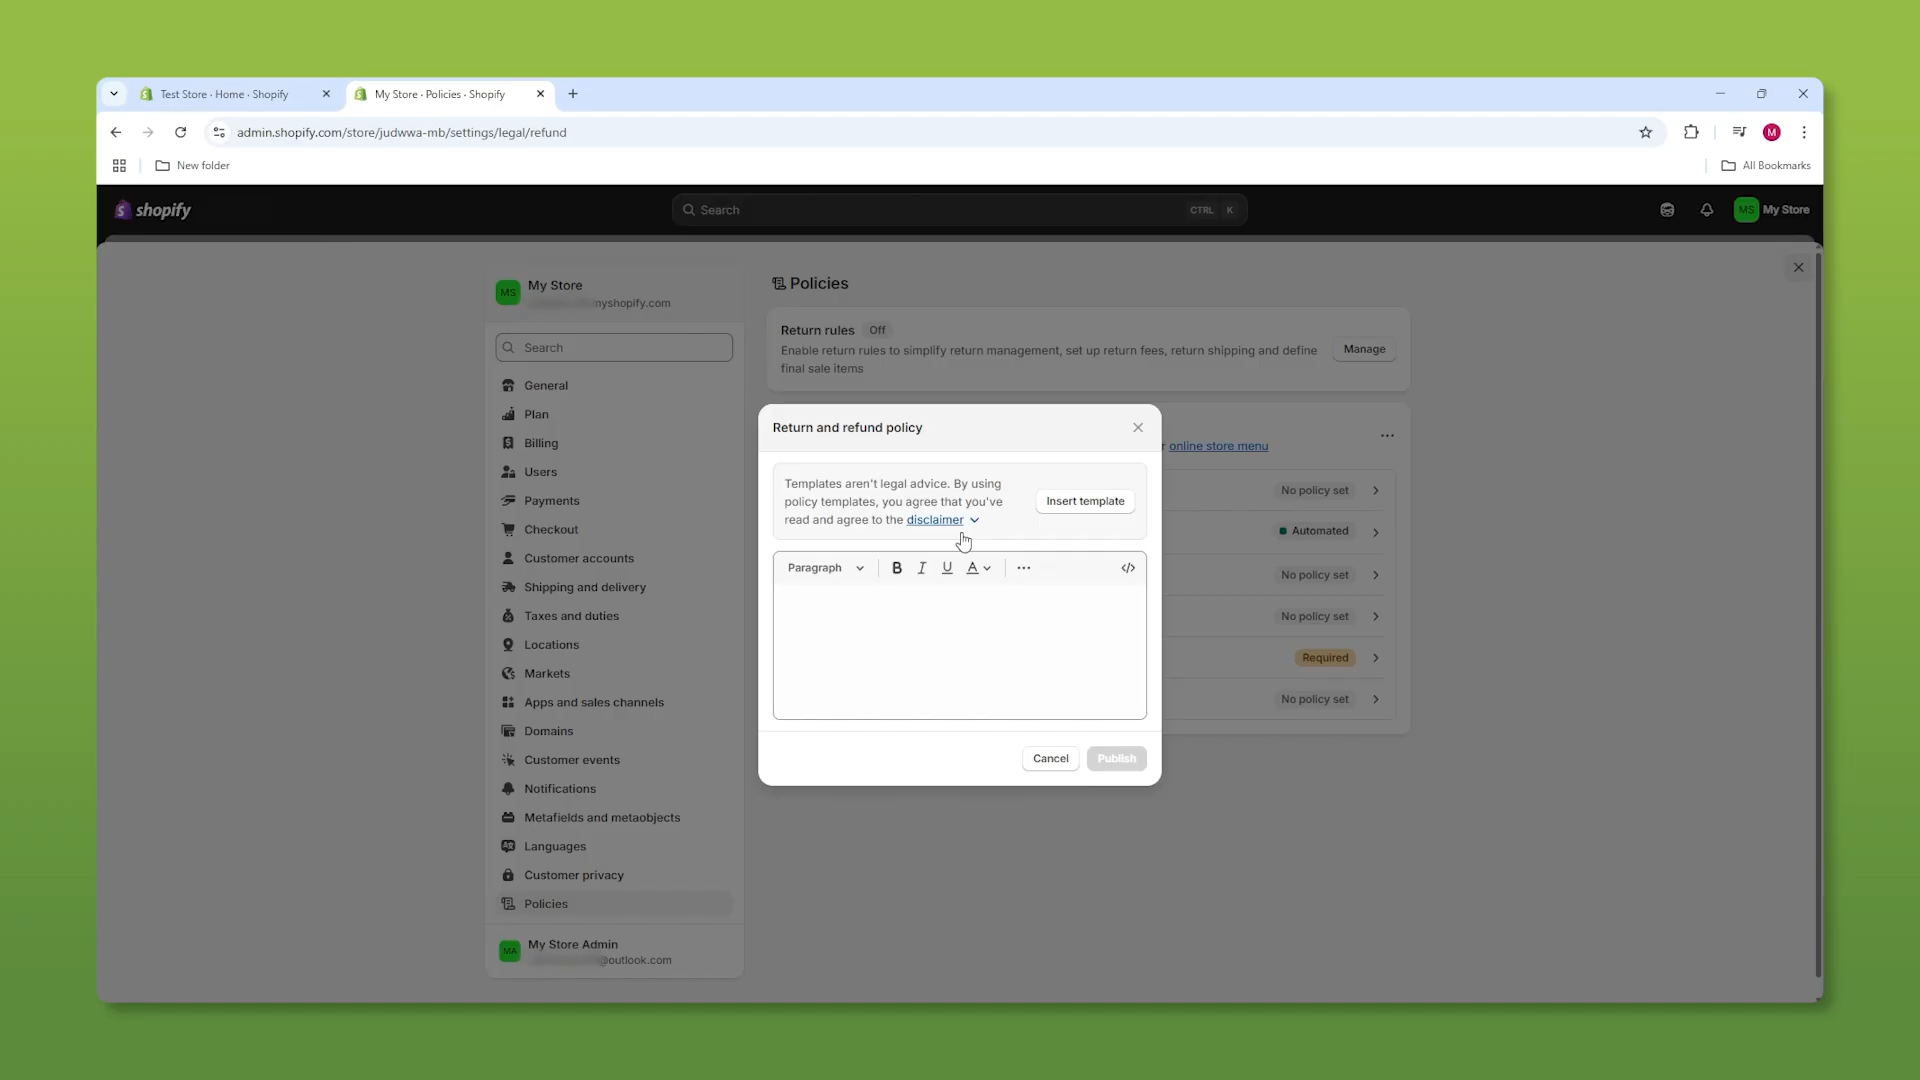 Test Store · Home · Shopify
My Store · Policies · Shopify
admin.shopify.com/store/judwwa-mb/settings/legal/refund
M
New folder
All Bookmarks
shopify
Search
CTRL K
MS My Store
MS My Store
myshopify.com
Search
General
Plan
Billing
Users
Payments
Checkout
Customer accounts
Shipping and delivery
Taxes and duties
Locations
Markets
Apps and sales channels
Domains
Customer events
Notifications
Metafields and metaobjects
Languages
Customer privacy
Policies
MA My Store Admin
@outlook.com
Policies
Return rules Off
Enable return rules to simplify return management, set up return fees, return shipping and define
final sale items
Manage
r online store menu
No policy set
Automated
No policy set
No policy set
Required
No policy set
Return and refund policy
Templates aren't legal advice. By using
policy templates, you agree that you've
read and agree to the disclaimer
Insert template
Paragraph B I U A
Cancel Publish